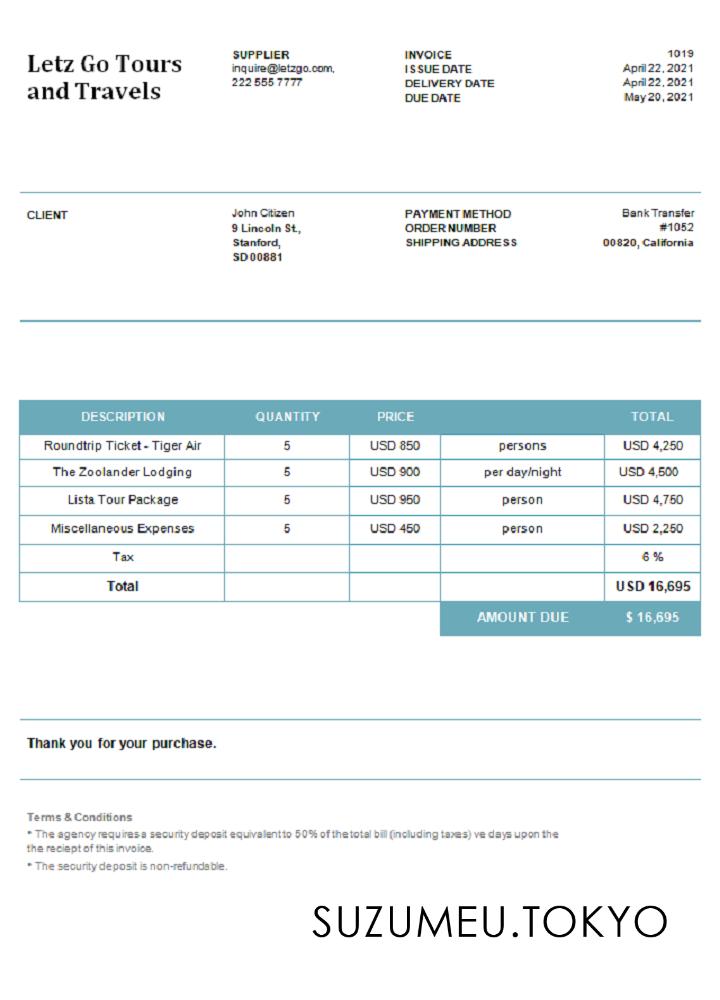 Letz Go Tours
and Travels
SUPPLIER
inquire@letzgo.com,
222 555 7777
INVOICE 1019
ISSUE DATE April 22, 2021
DELIVERY DATE April 22, 2021
DUE DATE May 20, 2021
CLIENT
John Citizen
9 Lincoln St.,
Stanford,
SD 00881
PAYMENT METHOD Bank Transfer
ORDER NUMBER #1052
SHIPPING ADDRESS 00820, California
DESCRIPTION QUANTITY PRICE TOTAL
Roundtrip Ticket - Tiger Air 5 USD 850 persons USD 4,250
The Zoolander Lodging 5 USD 900 per day/night USD 4,500
Lista Tour Package 5 USD 950 person USD 4,750
Miscellaneous Expenses 5 USD 450 person USD 2,250
Tax 6 %
Total USD 16,695
AMOUNT DUE $ 16,695
Thank you for your purchase.
Terms & Conditions
* The agency requires a security deposit equivalent to 50% of the total bill (including taxes) ve days upon the
the reciept of this invoice.
* The security deposit is non-refundable.
SUZUMEU.TOKYO